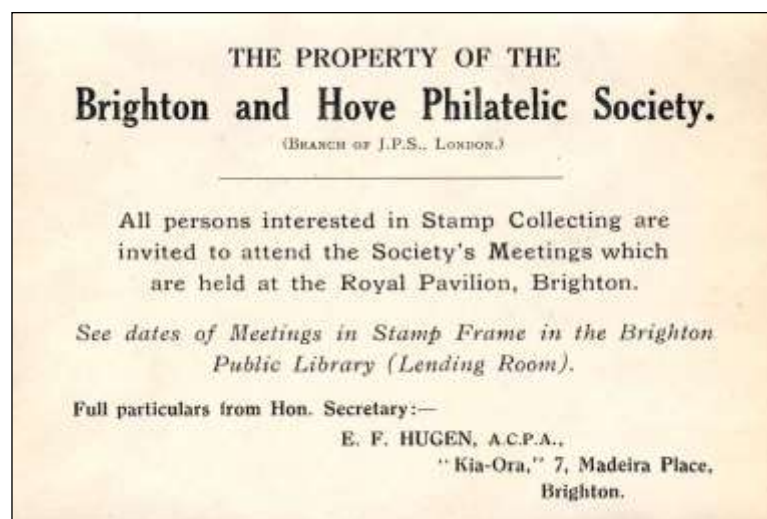 THE PROPERTY OF THE
Brighton and Hove Philatelic Society.
(BRANCH OF J.P.S., LONDON.)
All persons interested in Stamp Collecting are
invited to attend the Society's Meetings which
are held at the Royal Pavilion, Brighton.
See dates of Meetings in Stamp Frame in the Brighton
Public Library (Lending Room).
Full particulars from Hon. Secretary:—
E. F. HUGEN, A.C.P.A.,
"Kia-Ora," 7, Madeira Place,
Brighton.